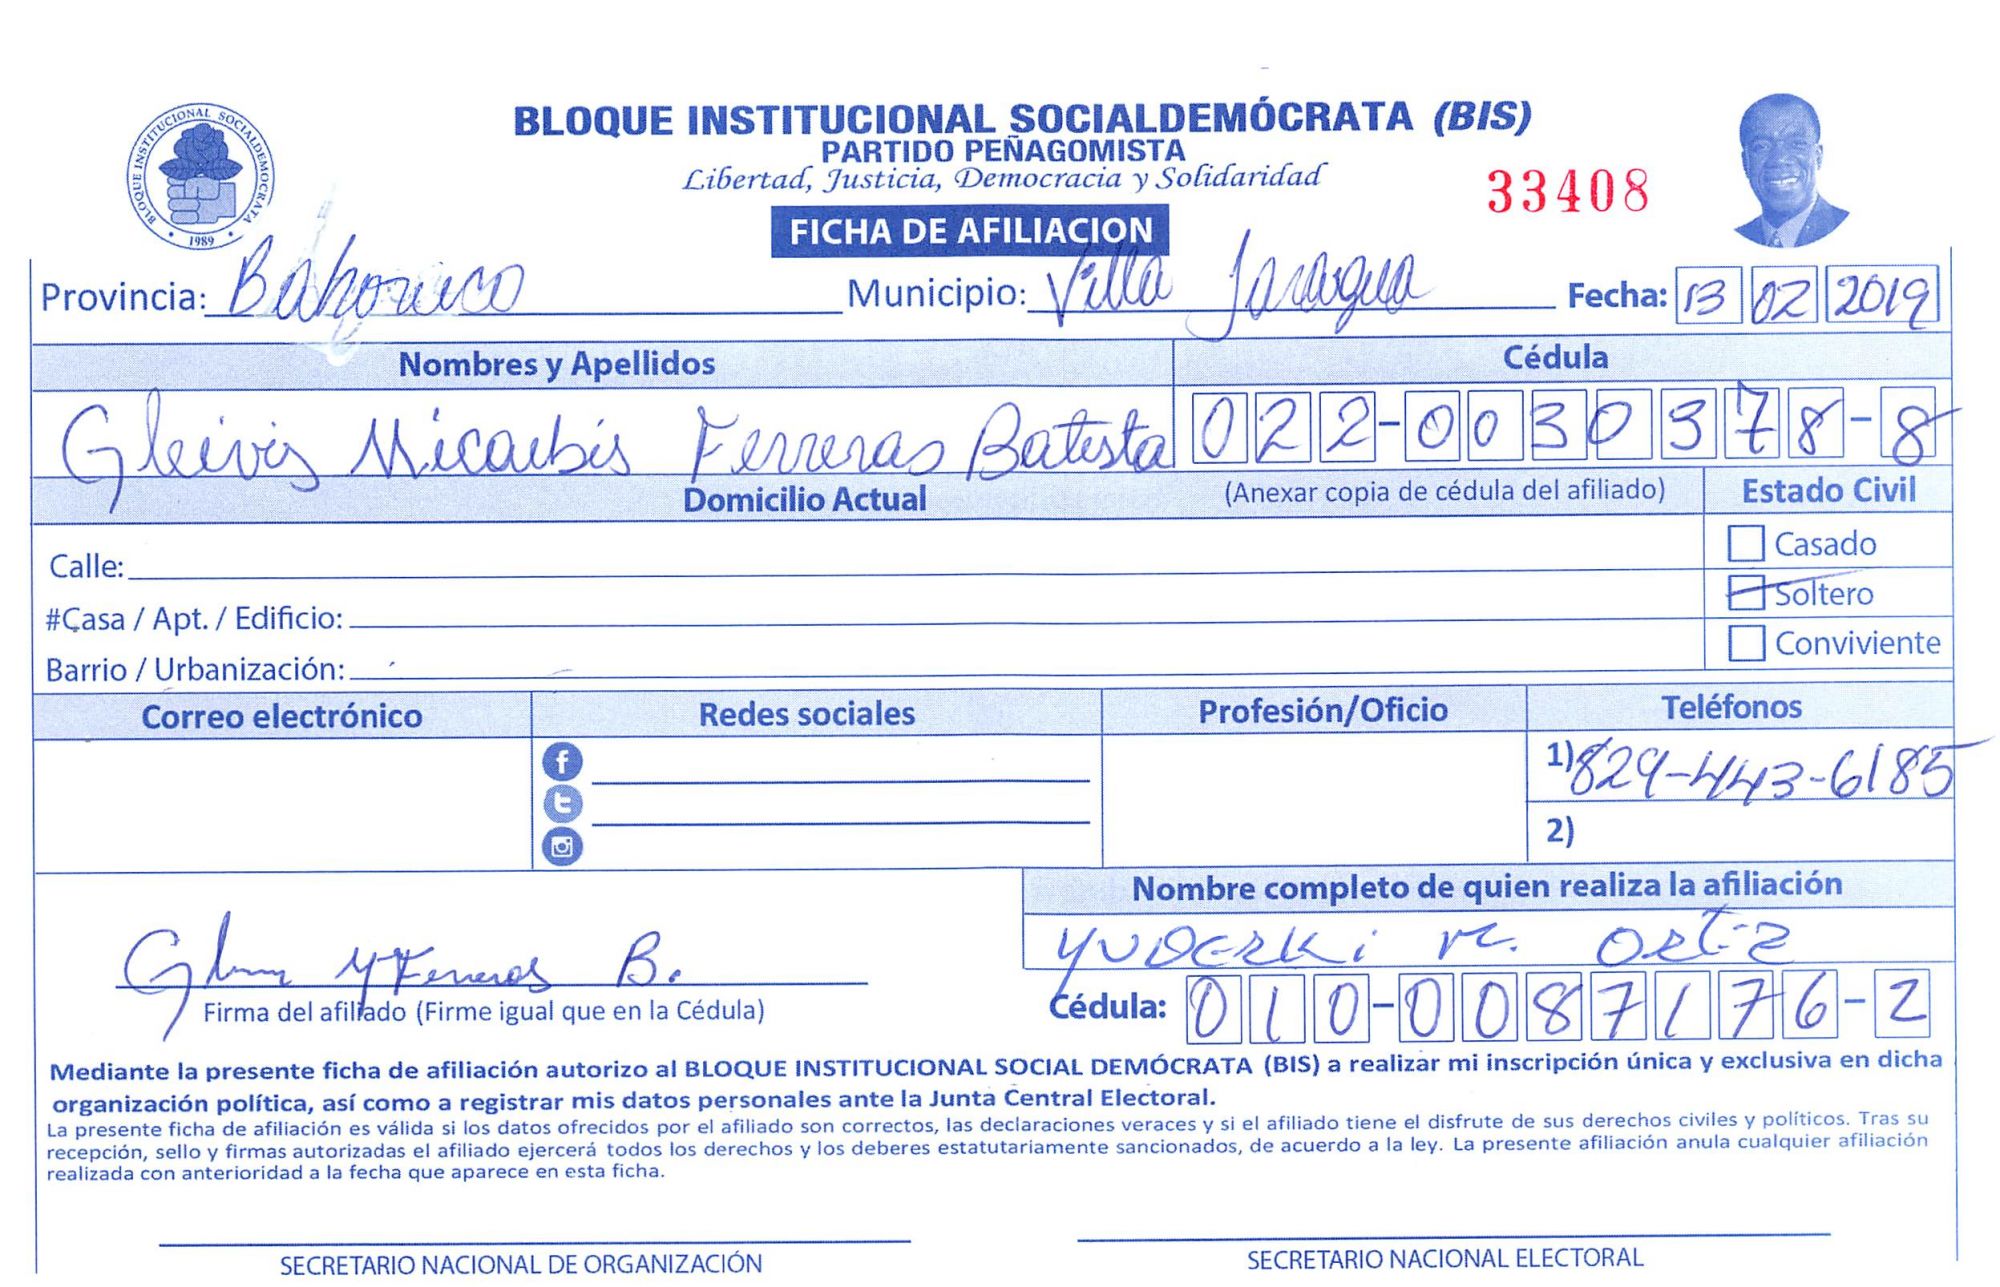 BLOQUE INSTITUCIONAL SOCIALDEMÓCRATA (BIS)
PARTIDO PEÑAGOMISTA
Libertad, Justicia, Democracia y Solidaridad
33408
BLOQUE INSTITUCIONAL SOCIALDEMOCRATA
1989
FICHA DE AFILIACION
Provincia: Bahoruco Municipio: Villa Jaragua Fecha: 13 02 2019
Nombres y Apellidos Cédula
Gleivis Micaubis Ferreras Batista 022-0030378-8
Domicilio Actual (Anexar copia de cédula del afiliado) Estado Civil
Calle: Casado
#Casa / Apt. / Edificio: Soltero
Barrio / Urbanización: Conviviente
Correo electrónico Redes sociales Profesión/Oficio Teléfonos
1) 829-443-6185
2)
Nombre completo de quien realiza la afiliación
Yuderki M. Ortiz
Ferreras B.
Firma del afiliado (Firme igual que en la Cédula) Cédula: 010-0087176-2
Mediante la presente ficha de afiliación autorizo al BLOQUE INSTITUCIONAL SOCIAL DEMÓCRATA (BIS) a realizar mi inscripción única y exclusiva en dicha
organización política, así como a registrar mis datos personales ante la Junta Central Electoral.
La presente ficha de afiliación es válida si los datos ofrecidos por el afiliado son correctos, las declaraciones veraces y si el afiliado tiene el disfrute de sus derechos civiles y políticos. Tras su
recepción, sello y firmas autorizadas el afiliado ejercerá todos los derechos y los deberes estatutariamente sancionados, de acuerdo a la ley. La presente afiliación anula cualquier afiliación
realizada con anterioridad a la fecha que aparece en esta ficha.
SECRETARIO NACIONAL DE ORGANIZACIÓN SECRETARIO NACIONAL ELECTORAL